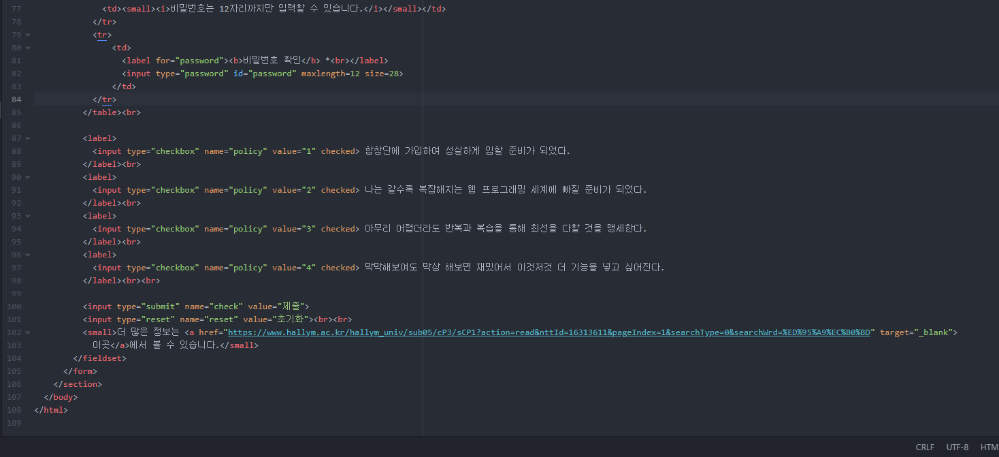 77 <td><small><i>비밀번호는 12자리까지만 입력할 수 있습니다.</i></small></td>
78 </tr>
79 <tr>
80 <td>
81 <label for="password"><b>비밀번호 확인</b> *<br></label>
82 <input type="password" id="password" maxlength=12 size=28>
83 </td>
84 </tr>
85 </table><br>
86
87 <label>
88 <input type="checkbox" name="policy" value="1" checked> 합창단에 가입하여 성실하게 임할 준비가 되었다.
89 </label><br>
90 <label>
91 <input type="checkbox" name="policy" value="2" checked> 나는 갈수록 복잡해지는 웹 프로그래밍 세계에 빠질 준비가 되었다.
92 </label><br>
93 <label>
94 <input type="checkbox" name="policy" value="3" checked> 아무리 어렵더라도 반복과 복습을 통해 최선을 다할 것을 맹세한다.
95 </label><br>
96 <label>
97 <input type="checkbox" name="policy" value="4" checked> 막막해보여도 막상 해보면 재밌어서 이것저것 더 기능을 넣고 싶어진다.
98 </label><br><br>
99
100 <input type="submit" name="check" value="제출">
101 <input type="reset" name="reset" value="초기화"><br><br>
102 <small>더 많은 정보는 <a href="https://www.hallym.ac.kr/hallym_univ/sub05/cP3/sCP1?action=read&nttId=16313611&pageIndex=1&searchType=0&searchWrd=%ED%95%A9%EC%B0%BD" target="_blank">
103 이곳</a>에서 볼 수 있습니다.</small>
104 </fieldset>
105 </form>
106 </section>
107 </body>
108 </html>
109
CRLF UTF-8 HTM